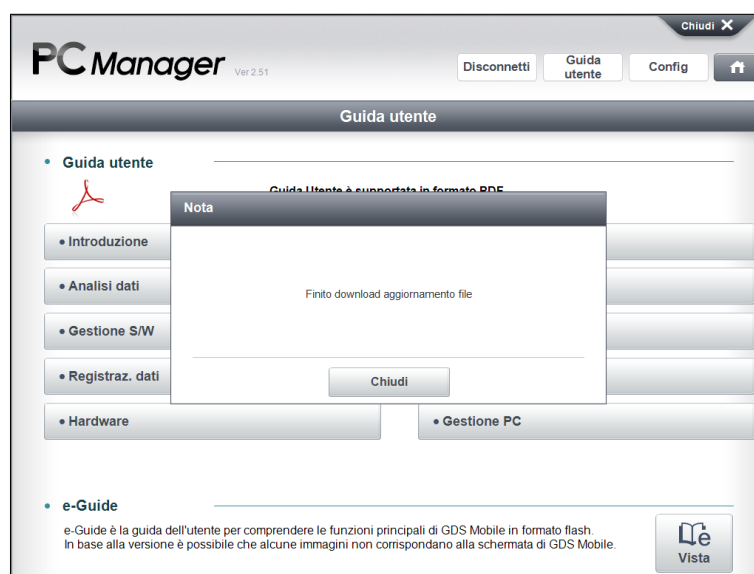 Chiudi X
PC Manager Ver 2.51
Disconnetti
Guida
utente
Config
Guida utente
Guida utente
Guida Utente è supportata in formato PDF
Nota
Introduzione
Analisi dati
Finito download aggiornamento file
Gestione S/W
Registraz. dati
Chiudi
Hardware
Gestione PC
e-Guide
e-Guide è la guida dell'utente per comprendere le funzioni principali di GDS Mobile in formato flash.
In base alla versione è possibile che alcune immagini non corrispondano alla schermata di GDS Mobile.
e
Vista